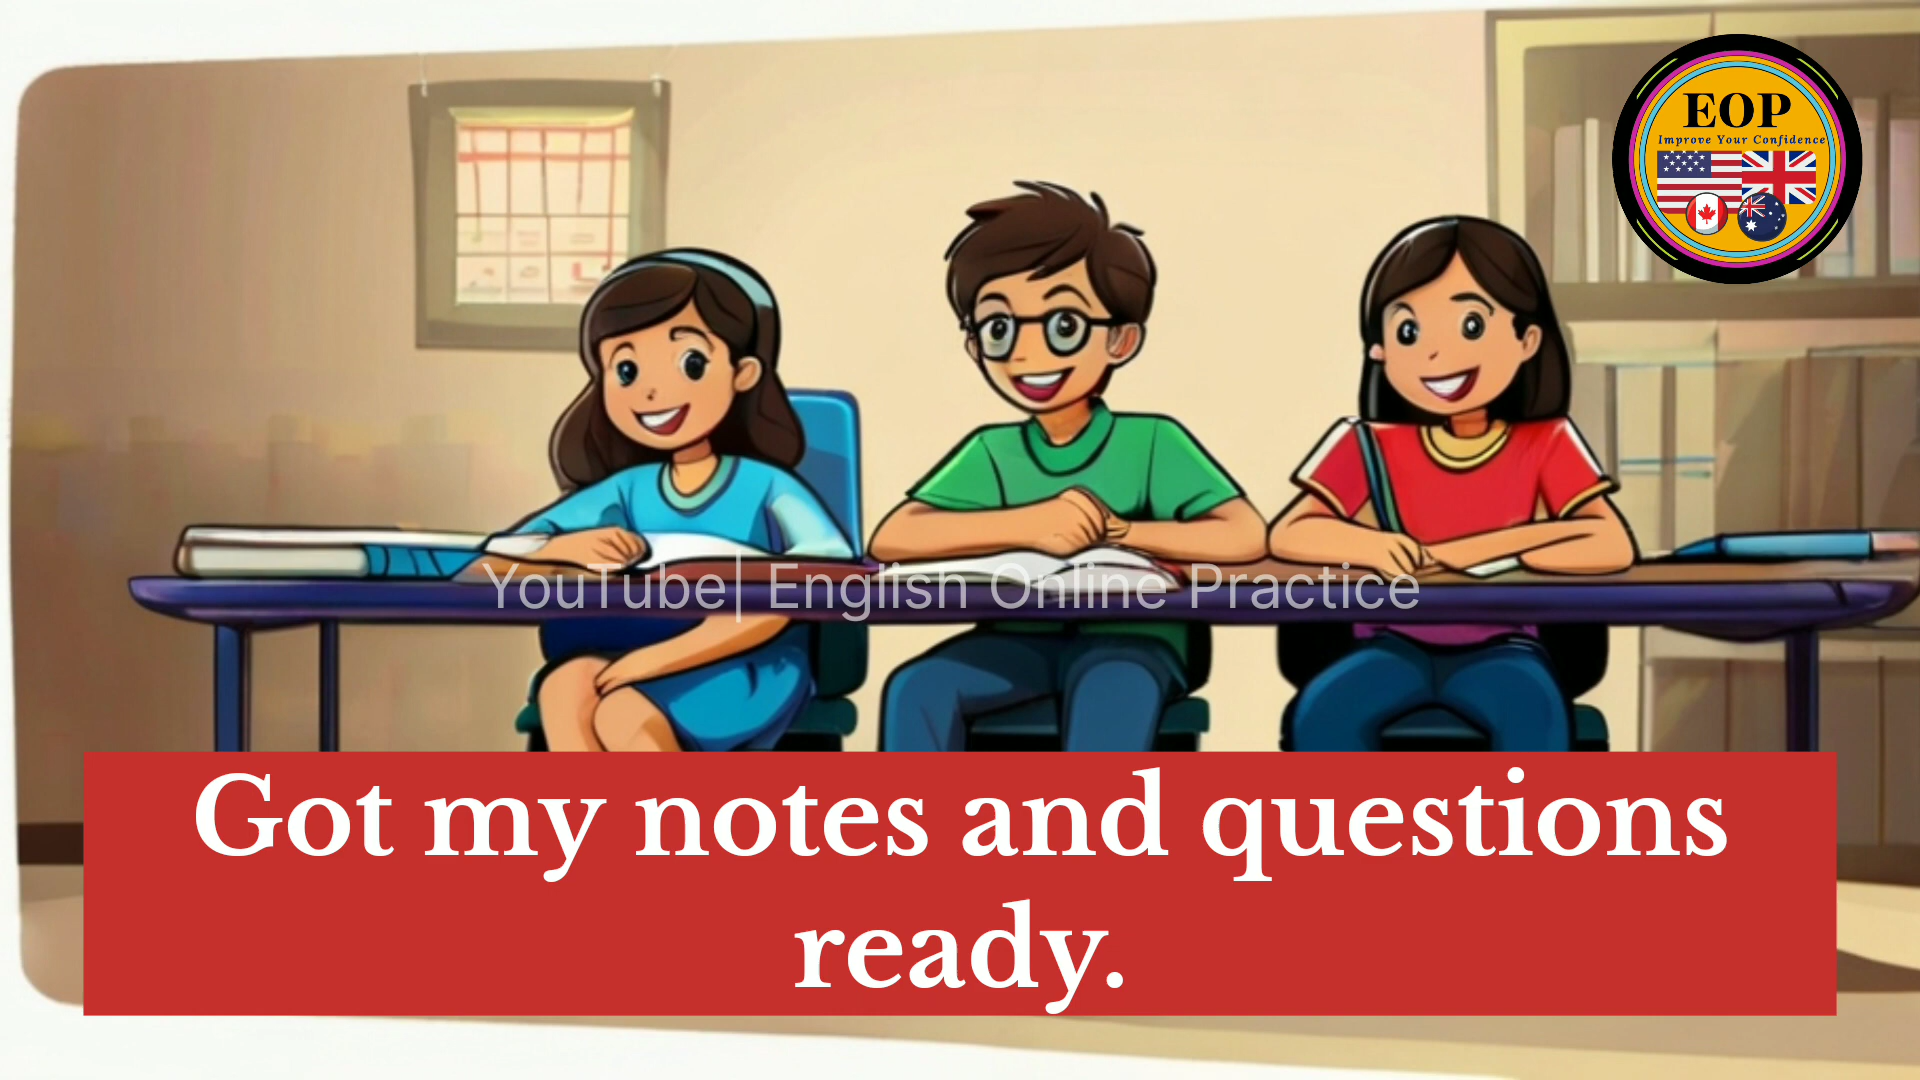 EOP
Improve Your Confidence
YouTube| English Online Practice
Got my notes and questions
ready.